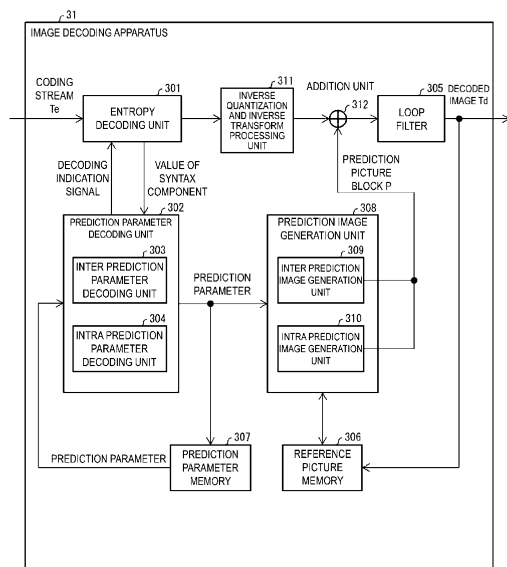 31
IMAGE DECODING APPARATUS
CODING
STREAM
Te
301
ENTROPY
DECODING UNIT
311
INVERSE
QUANTIZATION
AND INVERSE
TRANSFORM
PROCESSING
UNIT
ADDITION UNIT
312
305
LOOP
FILTER
DECODED
IMAGE Td
DECODING
INDICATION
SIGNAL
VALUE OF
SYNTAX
COMPONENT
PREDICTION
PICTURE
BLOCK P
302
PREDICTION PARAMETER
DECODING UNIT
303
INTER PREDICTION
PARAMETER
DECODING UNIT
304
INTRA PREDICTION
PARAMETER
DECODING UNIT
PREDICTION
PARAMETER
308
PREDICTION IMAGE
GENERATION UNIT
309
INTER PREDICTION
IMAGE GENERATION
UNIT
310
INTRA PREDICTION
IMAGE GENERATION
UNIT
PREDICTION PARAMETER
307
PREDICTION
PARAMETER
MEMORY
306
REFERENCE
PICTURE
MEMORY